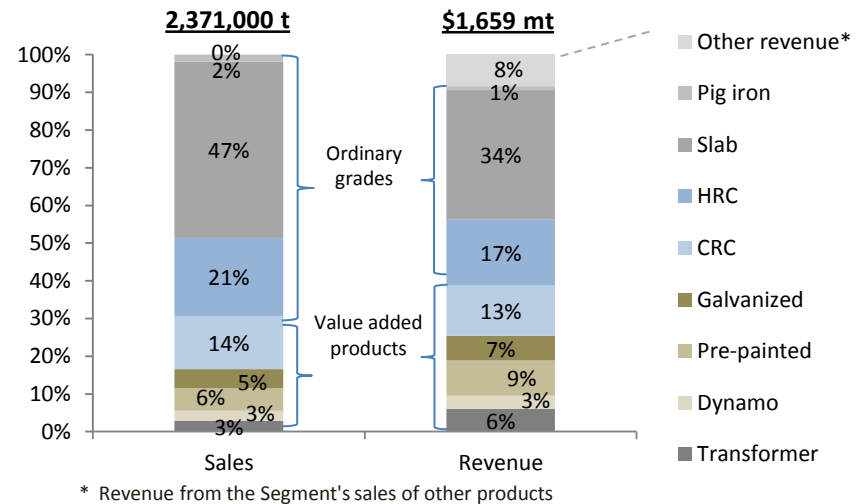 2,371,000 t
$1,659 mt
100%
90%
80%
70%
60%
50%
40%
30%
20%
10%
0%
0%
2%
47%
21%
14%
5%
6%
3%
3%
Ordinary
grades
Value added
products
8%
1%
34%
17%
13%
7%
9%
3%
6%
Sales
Revenue
Other revenue*
Pig iron
Slab
HRC
CRC
Galvanized
Pre-painted
Dynamo
Transformer
* Revenue from the Segment's sales of other products